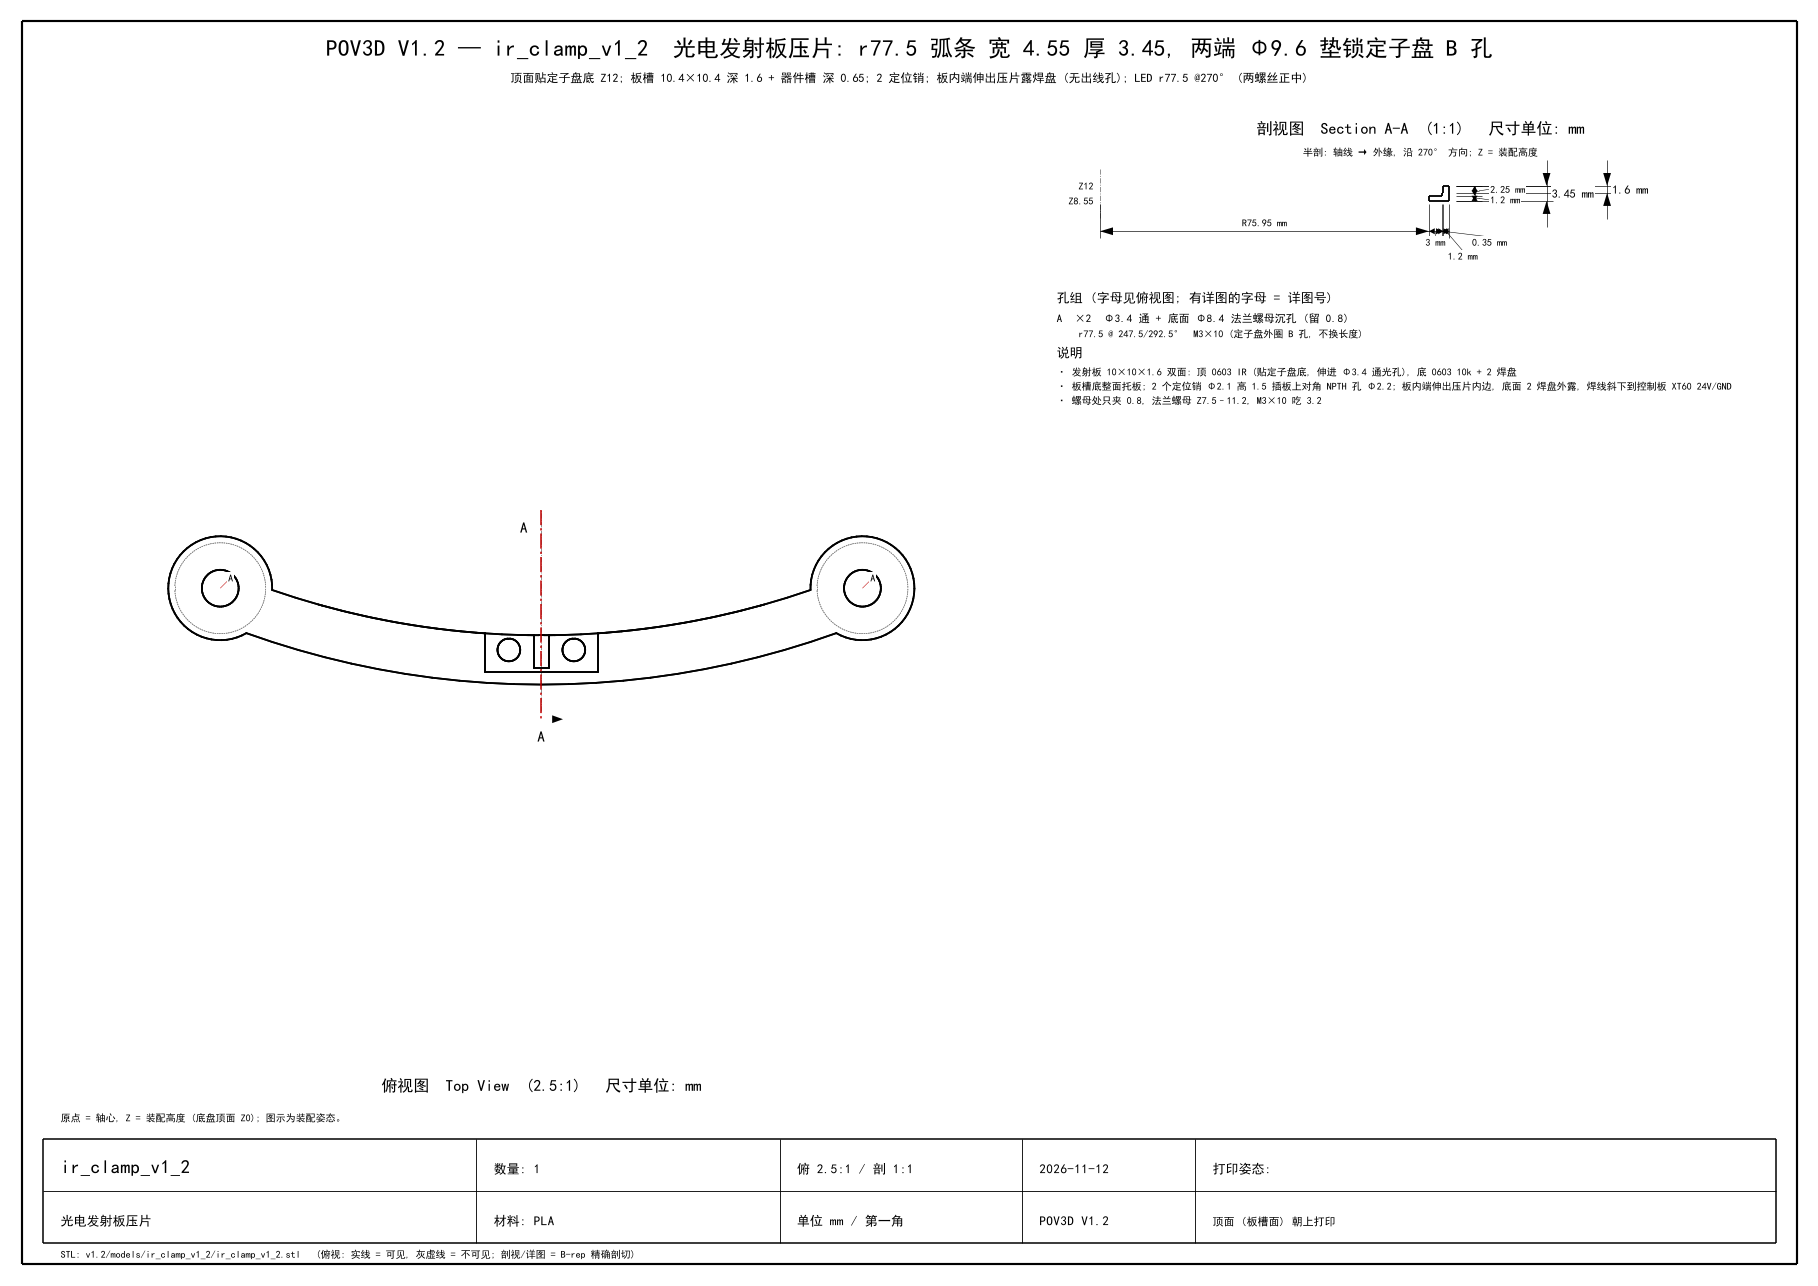 POV3D V1.2 — ir_clamp_v1_2  光电发射板压片: r77.5 弧条 宽 4.55 厚 3.45, 两端 Φ9.6 垫锁定子盘 B 孔
顶面贴定子盘底 Z12; 板槽 10.4×10.4 深 1.6 + 器件槽 深 0.65; 2 定位销; 板内端伸出压片露焊盘 (无出线孔); LED r77.5 @270° (两螺丝正中)
剖视图  Section A-A  (1:1)   尺寸单位: mm
半剖: 轴线 → 外缘, 沿 270° 方向; Z = 装配高度
Z12
Z8.55
2.25 mm
1.2 mm
3.45 mm
1.6 mm
R75.95 mm
3 mm
0.35 mm
1.2 mm
孔组 (字母见俯视图; 有详图的字母 = 详图号)
A  ×2  Φ3.4 通 + 底面 Φ8.4 法兰螺母沉孔 (留 0.8)
r77.5 @ 247.5/292.5°  M3×10 (定子盘外圈 B 孔, 不换长度)
说明
· 发射板 10×10×1.6 双面: 顶 0603 IR (贴定子盘底, 伸进 Φ3.4 通光孔), 底 0603 10k + 2 焊盘
· 板槽底整面托板; 2 个定位销 Φ2.1 高 1.5 插板上对角 NPTH 孔 Φ2.2; 板内端伸出压片内边, 底面 2 焊盘外露, 焊线斜下到控制板 XT60 24V/GND
· 螺母处只夹 0.8, 法兰螺母 Z7.5–11.2, M3×10 吃 3.2
A
A
A
A
俯视图  Top View  (2.5:1)   尺寸单位: mm
原点 = 轴心, Z = 装配高度 (底盘顶面 Z0); 图示为装配姿态。
ir_clamp_v1_2
数量: 1
俯 2.5:1 / 剖 1:1
2026-11-12
打印姿态:
光电发射板压片
材料: PLA
单位 mm / 第一角
POV3D V1.2
顶面 (板槽面) 朝上打印
STL: v1.2/models/ir_clamp_v1_2/ir_clamp_v1_2.stl   (俯视: 实线 = 可见, 灰虚线 = 不可见; 剖视/详图 = B-rep 精确剖切)